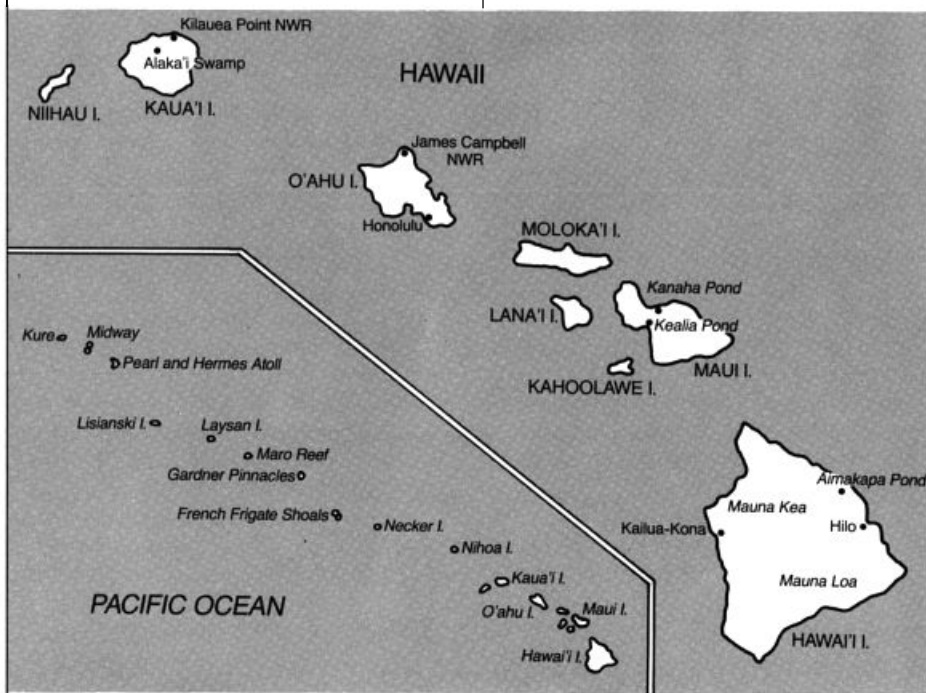 Kilauea Point NWR
Alaka'i Swamp
NIIHAU I.
KAUA'I I.
HAWAII
James Campbell
NWR
O'AHU I.
Honolulu
MOLOKA'I I.
Kanaha Pond
LANA'I I.
Kealia Pond
KAHOOLAWE I.
MAUI I.
Aimakapa Pond
Mauna Kea
Kailua-Kona
Hilo
Mauna Loa
HAWAI'I I.
Kure
Midway
Pearl and Hermes Atoll
Lisianski I.
Laysan I.
Maro Reef
Gardner Pinnacles
French Frigate Shoals
Necker I.
Nihoa I.
Kaua'i I.
O'ahu I.
Maui I.
Hawai'i I.
PACIFIC OCEAN